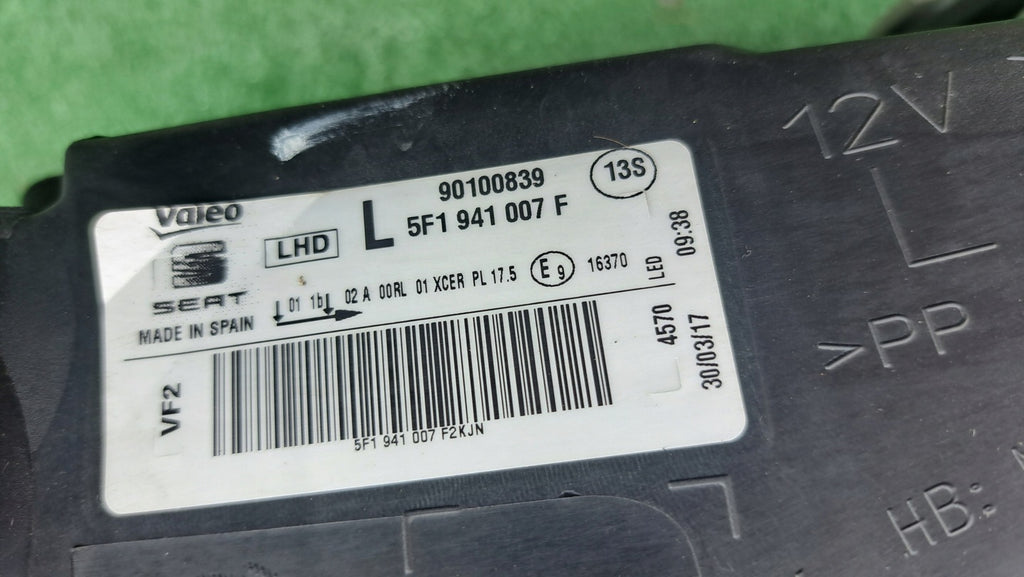 Valeo
SEAT
MADE IN SPAIN
LHD
L
90100839
5F1 941 007 F
13S
01 1b 02 A 00RL 01 XCER PL 17.5 E9 16370
LED
09:38
4570
30/03/17
VF2
5F1 941 007 F2KJN
12V
L
>PP
HB: